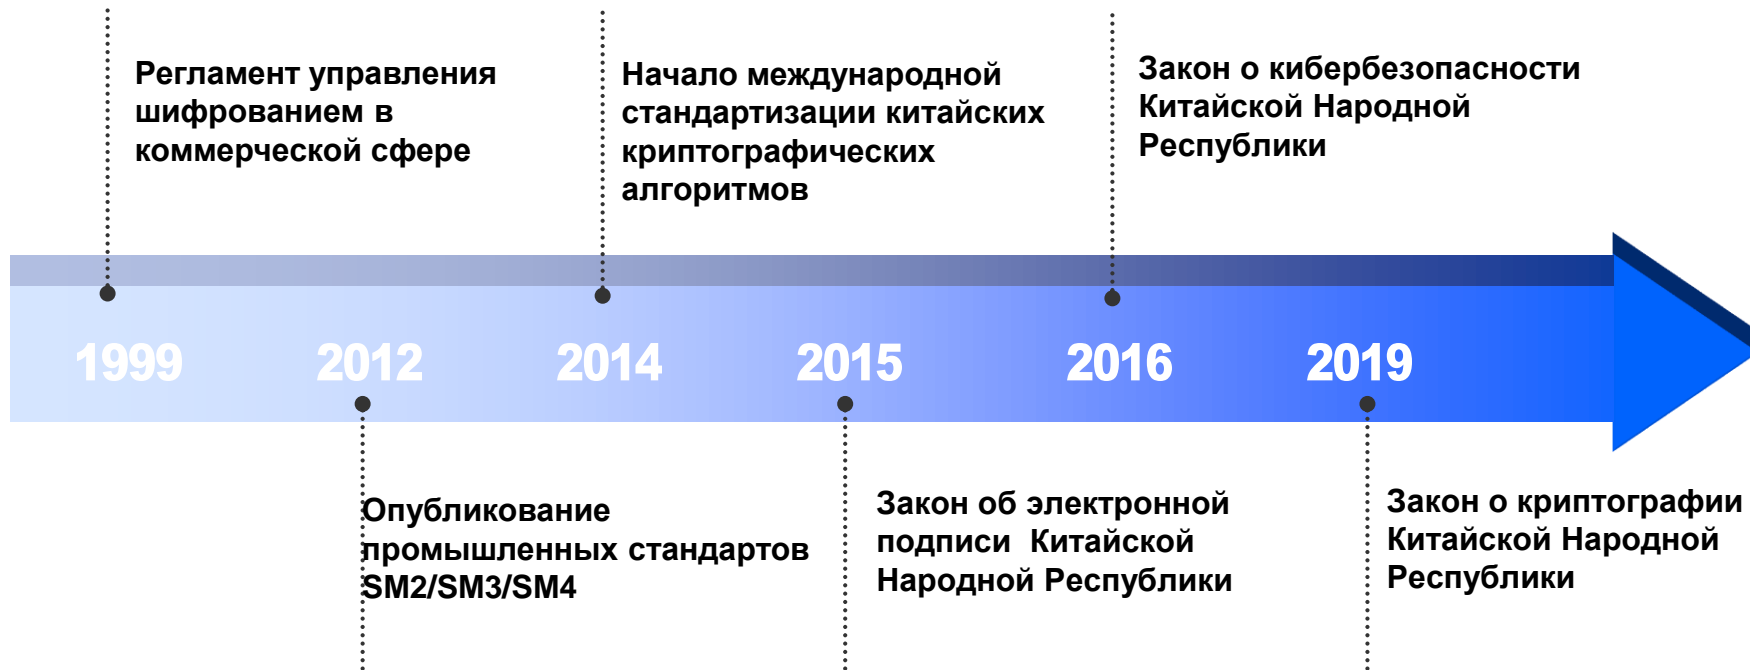 Регламент управления
шифрованием в
коммерческой сфере
Начало международной
стандартизации китайских
криптографических
алгоритмов
Закон о кибербезопасности
Китайской Народной
Республики
1999 2012 2014 2015 2016 2019
Опубликование
промышленных стандартов
SM2/SM3/SM4
Закон об электронной
подписи Китайской
Народной Республики
Закон о криптографии
Китайской Народной
Республики